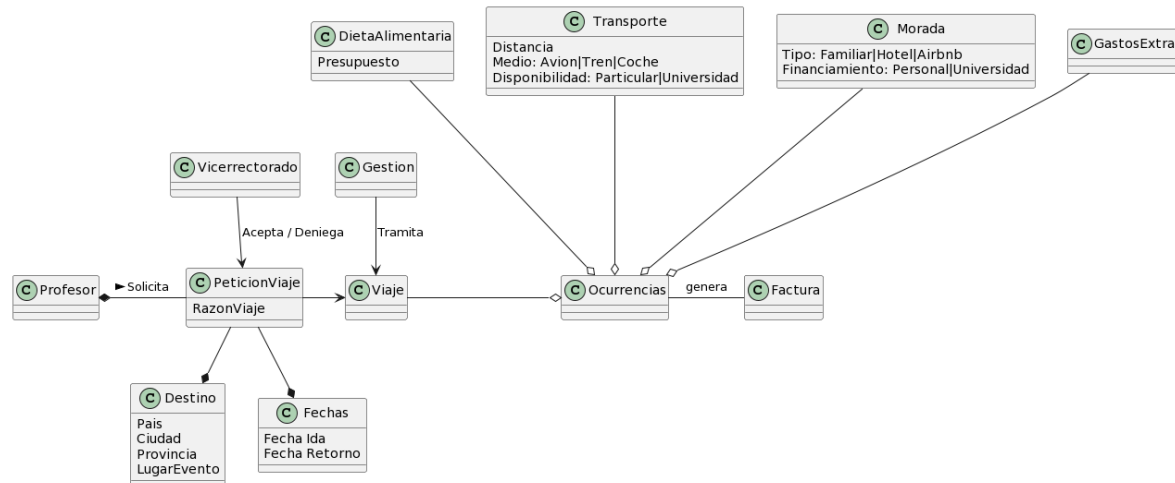 C DietaAlimentaria
Presupuesto
C Transporte
Distancia
Medio: Avion|Tren|Coche
Disponibilidad: Particular|Universidad
C Morada
Tipo: Familiar|Hotel|Airbnb
Financiamiento: Personal|Universidad
C GastosExtra
C Vicerrectorado
C Gestion
Acepta / Deniega
Tramita
C Profesor
Solicita
C PeticionViaje
RazonViaje
C Viaje
C Ocurrencias
genera
C Factura
C Destino
Pais
Ciudad
Provincia
LugarEvento
C Fechas
Fecha Ida
Fecha Retorno